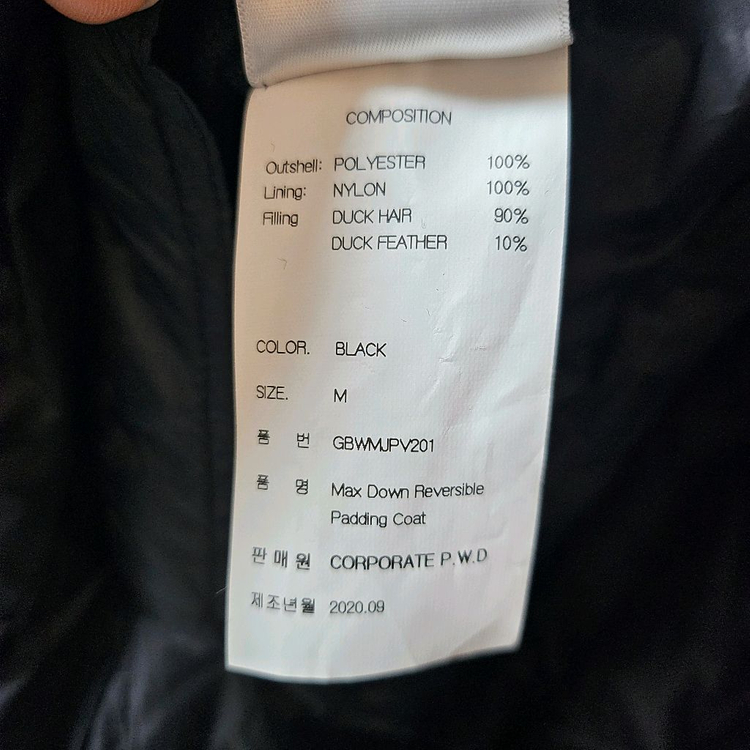 COMPOSITION
Outshell: POLYESTER 100%
Lining: NYLON 100%
Filling DUCK HAIR 90%
DUCK FEATHER 10%
COLOR. BLACK
SIZE. M
품 번 GBWMJPV201
품 명 Max Down Reversible
Padding Coat
판 매 원 CORPORATE P.W.D
제조년월 2020.09